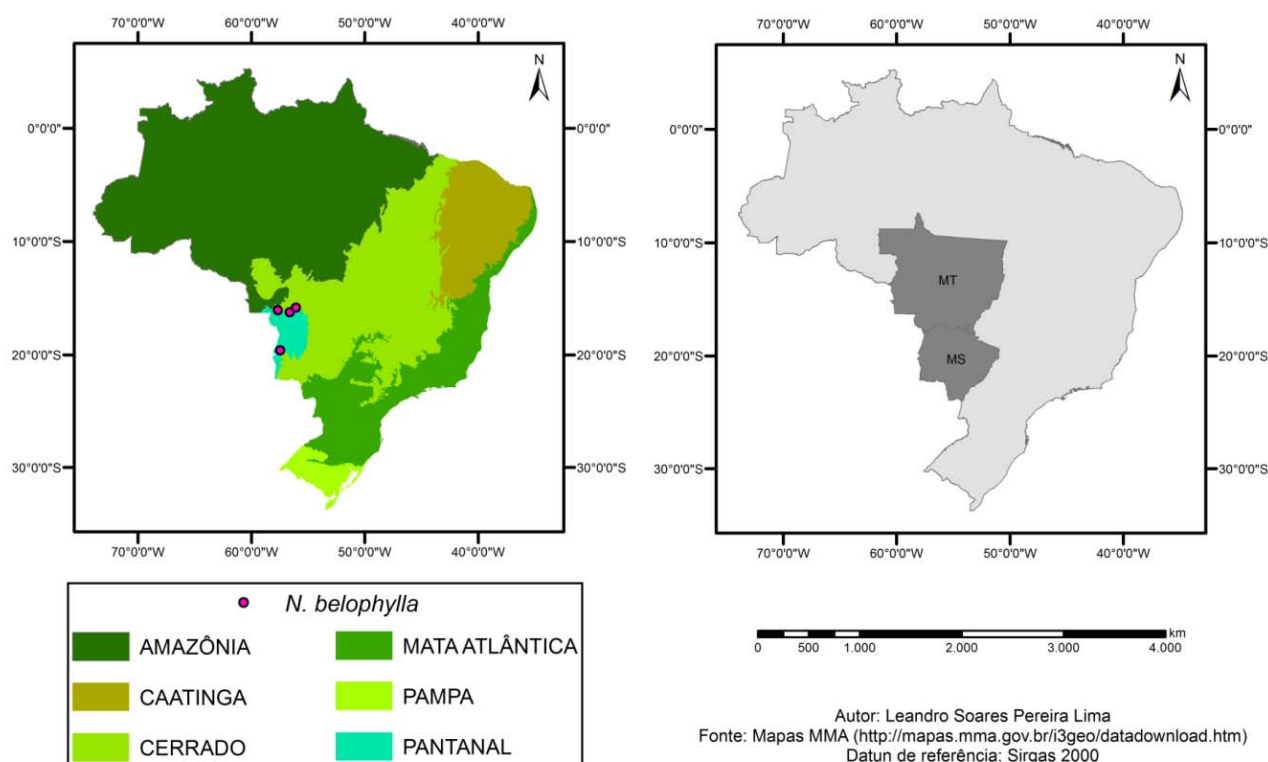 70°0'0"W 60°0'0"W 50°0'0"W 40°0'0"W
N
0°0'0"
10°0'0"S
20°0'0"S
30°0'0"S
70°0'0"W 60°0'0"W 50°0'0"W 40°0'0"W
70°0'0"W 60°0'0"W 50°0'0"W 40°0'0"W
N
0°0'0" 0°0'0"
10°0'0"S 10°0'0"S
20°0'0"S 20°0'0"S
30°0'0"S 30°0'0"S
MT
MS
70°0'0"W 60°0'0"W 50°0'0"W 40°0'0"W
N. belophylla
AMAZÔNIA MATA ATLÂNTICA
CAATINGA PAMPA
CERRADO PANTANAL
km
0 500 1.000 2.000 3.000 4.000
Autor: Leandro Soares Pereira Lima
Fonte: Mapas MMA (http://mapas.mma.gov.br/i3geo/datadownload.htm)
Datun de referência: Sirgas 2000